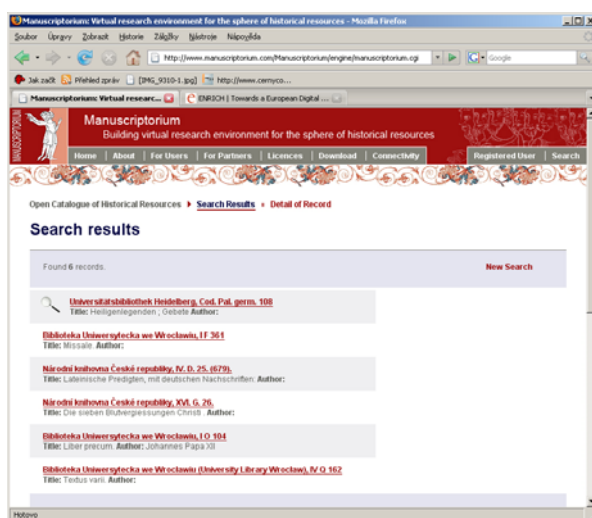 Manuscriptorium: Virtual research environment for the sphere of historical resources - Mozilla Firefox
Soubor Úpravy Zobrazit Historie Záložky Nástroje Nápověda
http://www.manuscriptorium.com/Manuscriptorium/engine/manuscriptorium.cgi Google
Jak začít Přehled zpráv [IMG_9310-1.jpg] http://www.cernyco...
Manuscriptorium: Virtual researc... ENRICH | Towards a European Digital ...
MANUSCRIPTORIUM
Manuscriptorium
Building virtual research environment for the sphere of historical resources
Home | About | For Users | For Partners | Licences | Download | Connectivity Registered User | Search
Open Catalogue of Historical Resources Search Results Detail of Record
Search results
Found 6 records. New Search
Universitätsbibliothek Heidelberg, Cod. Pal. germ. 108
Title: Heiligenlegenden ; Gebete Author:
Biblioteka Uniwersytecka we Wrocławiu, I F 361
Title: Missale. Author:
Národní knihovna České republiky, IV. D. 25. (679).
Title: Lateinische Predigten, mit deutschen Nachschriften. Author:
Národní knihovna České republiky, XVI. G. 26.
Title: Die sieben Blutvergiessungen Christi . Author:
Biblioteka Uniwersytecka we Wrocławiu, I O 104
Title: Liber precum. Author: Johannes Papa XII
Biblioteka Uniwersytecka we Wrocławiu (University Library Wrocław), IV Q 162
Title: Textus varii. Author:
Hotovo